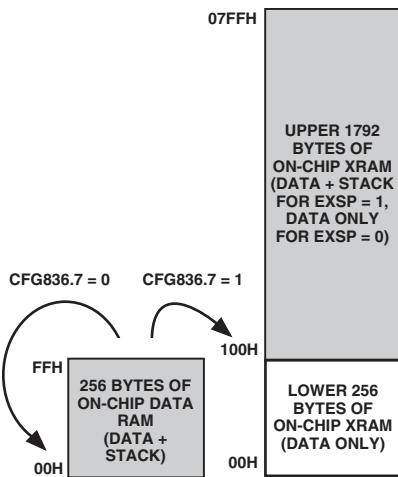 07FFH
UPPER 1792
BYTES OF
ON-CHIP XRAM
(DATA + STACK
FOR EXSP = 1,
DATA ONLY
FOR EXSP = 0)
CFG836.7 = 0
CFG836.7 = 1
100H
FFH
256 BYTES OF
ON-CHIP DATA
RAM
(DATA +
STACK)
00H
LOWER 256
BYTES OF
ON-CHIP XRAM
(DATA ONLY)
00H